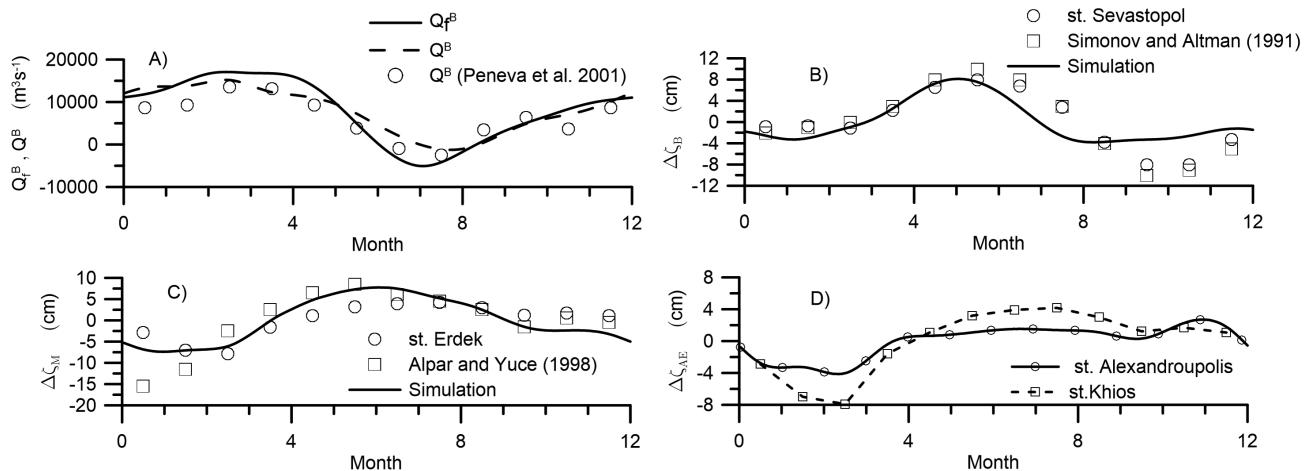 Q_f^B
Q^B
Q^B (Peneva et al. 2001)
A)
20000
10000
0
-10000
Q_f^B , Q^B (m³s⁻¹)
0 4 8 12
Month
st. Sevastopol
Simonov and Altman (1991)
Simulation
B)
12
8
4
0
-4
-8
-12
Δζ_B (cm)
0 4 8 12
Month
C)
10
5
0
-5
-10
-15
-20
Δζ_M (cm)
st. Erdek
Alpar and Yuce (1998)
Simulation
0 4 8 12
Month
D)
8
4
0
-4
-8
Δζ_AE (cm)
st. Alexandroupolis
st.Khios
0 4 8 12
Month